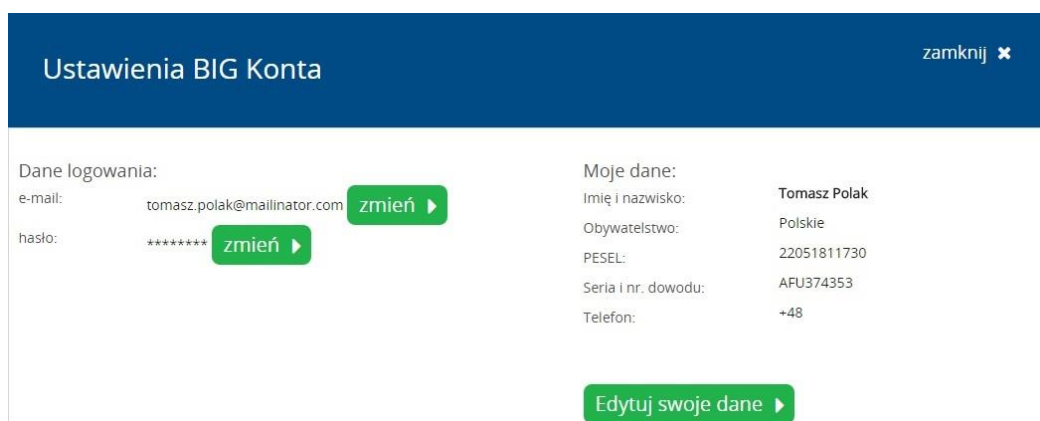 Ustawienia BIG Konta
zamknij ✖
Dane logowania:
e-mail: tomasz.polak@mailinator.com zmień
hasło: ******** zmień
Moje dane:
Imię i nazwisko: Tomasz Polak
Obywatelstwo: Polskie
PESEL: 22051811730
Seria i nr. dowodu: AFU374353
Telefon: +48
Edytuj swoje dane